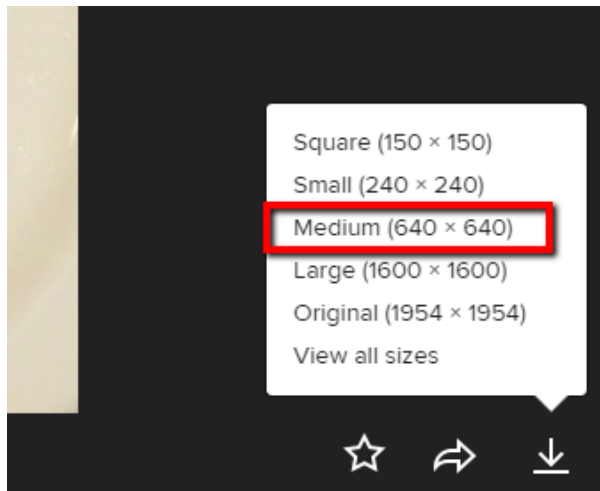 Square (150 × 150)
Small (240 × 240)
Medium (640 × 640)
Large (1600 × 1600)
Original (1954 × 1954)
View all sizes